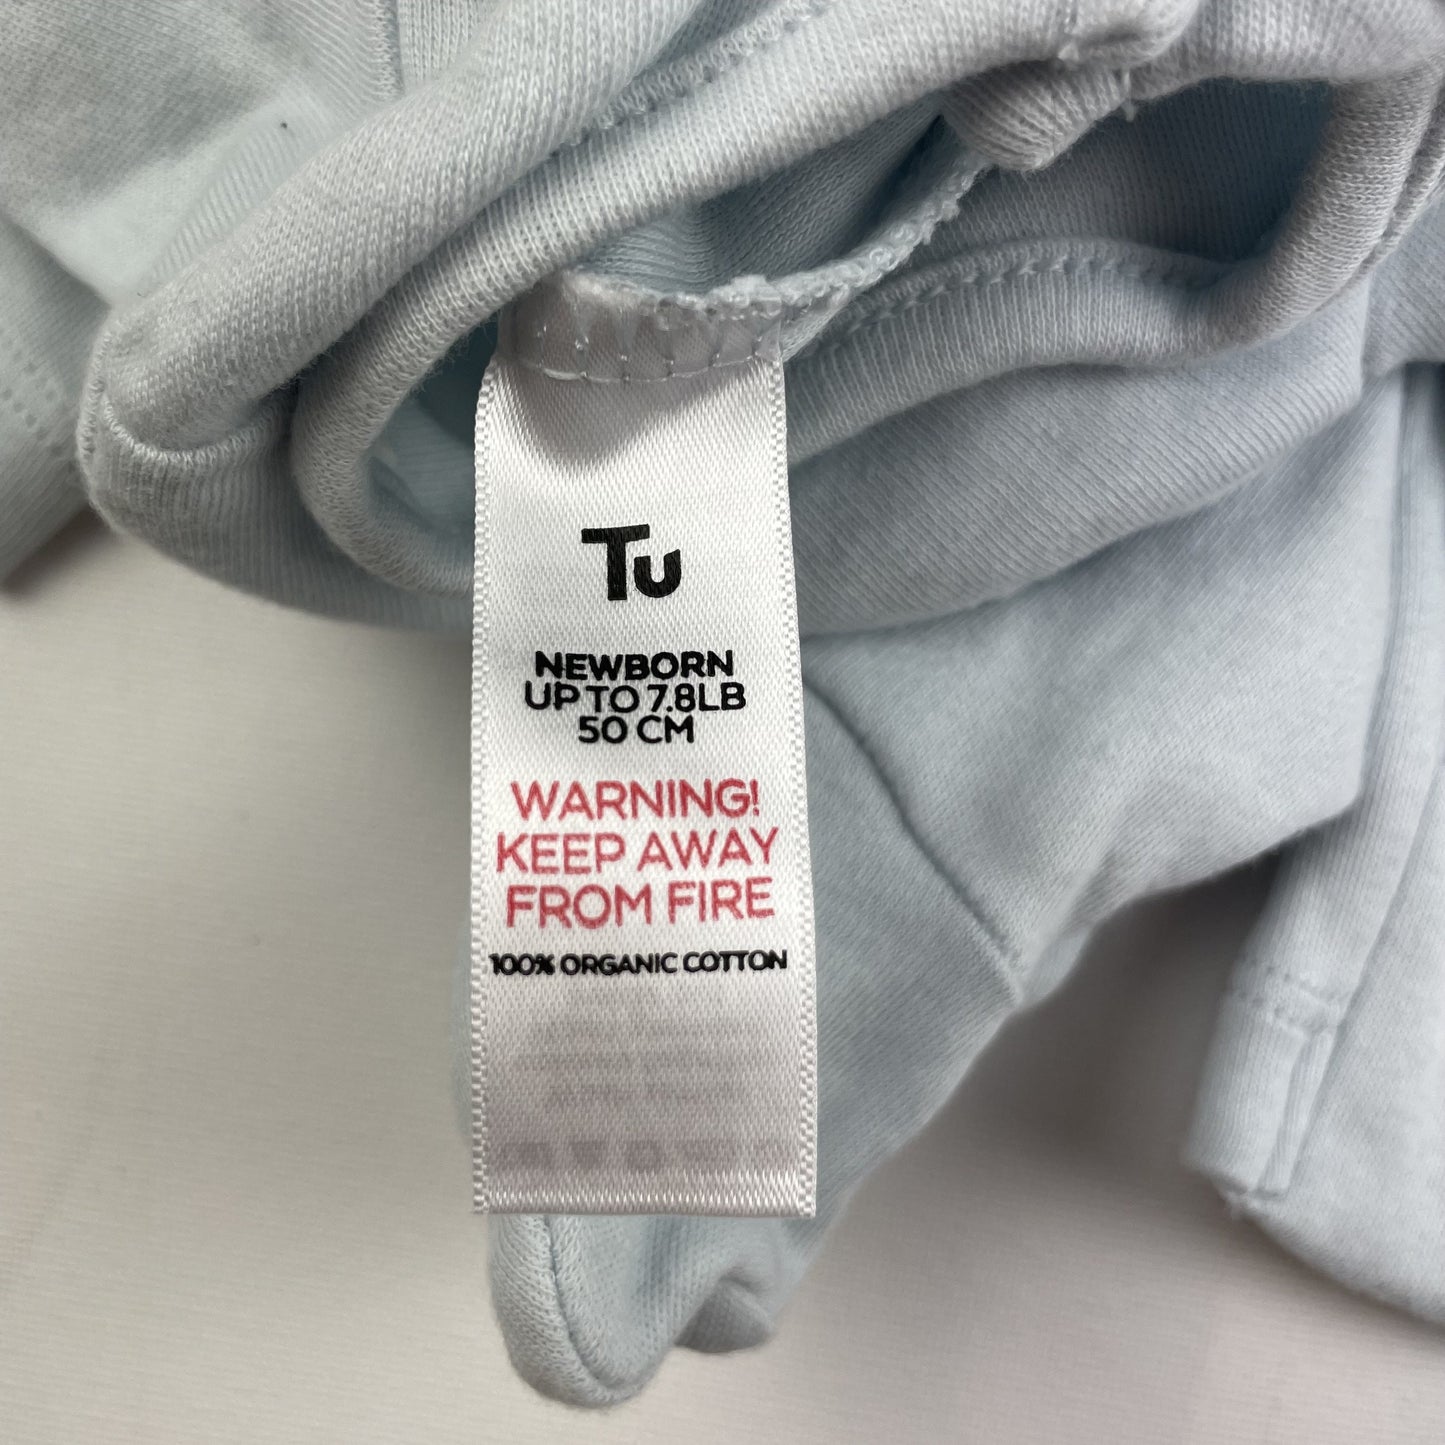 Tu
NEWBORN
UP TO 7.8LB
50 CM
WARNING!
KEEP AWAY
FROM FIRE
100% ORGANIC COTTON